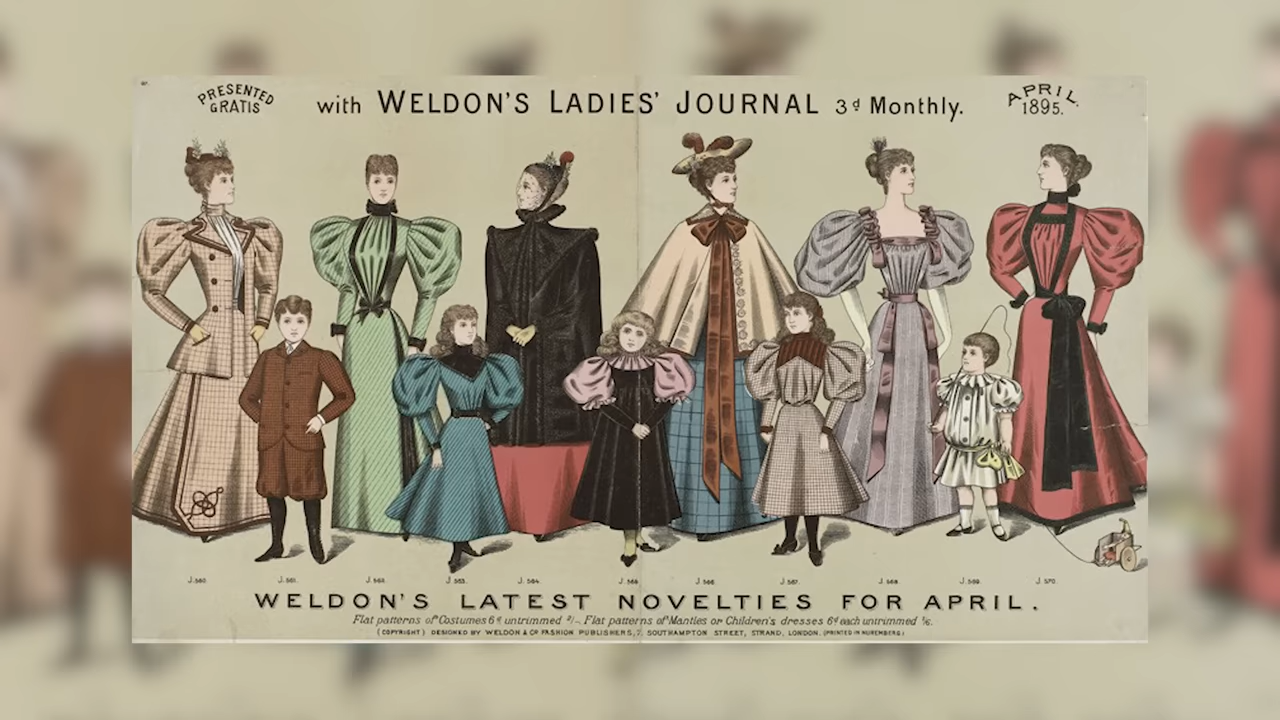 PRESENTED
GRATIS
with WELDON'S LADIES' JOURNAL 3d Monthly.
APRIL,
1895.
J.560. J.561. J.562. J.563. J.564. J.565. J.566. J.567. J.568. J.569. J.570.
WELDON'S LATEST NOVELTIES FOR APRIL.
Flat patterns of Costumes 6d untrimmed 2/-. Flat patterns of Mantles or Children's dresses 6d each untrimmed
(COPYRIGHT) DESIGNED BY WELDON & Co FASHION PUBLISHERS, 7, SOUTHAMPTON STREET, STRAND, LONDON. (PRINTED IN NUREMBERG)